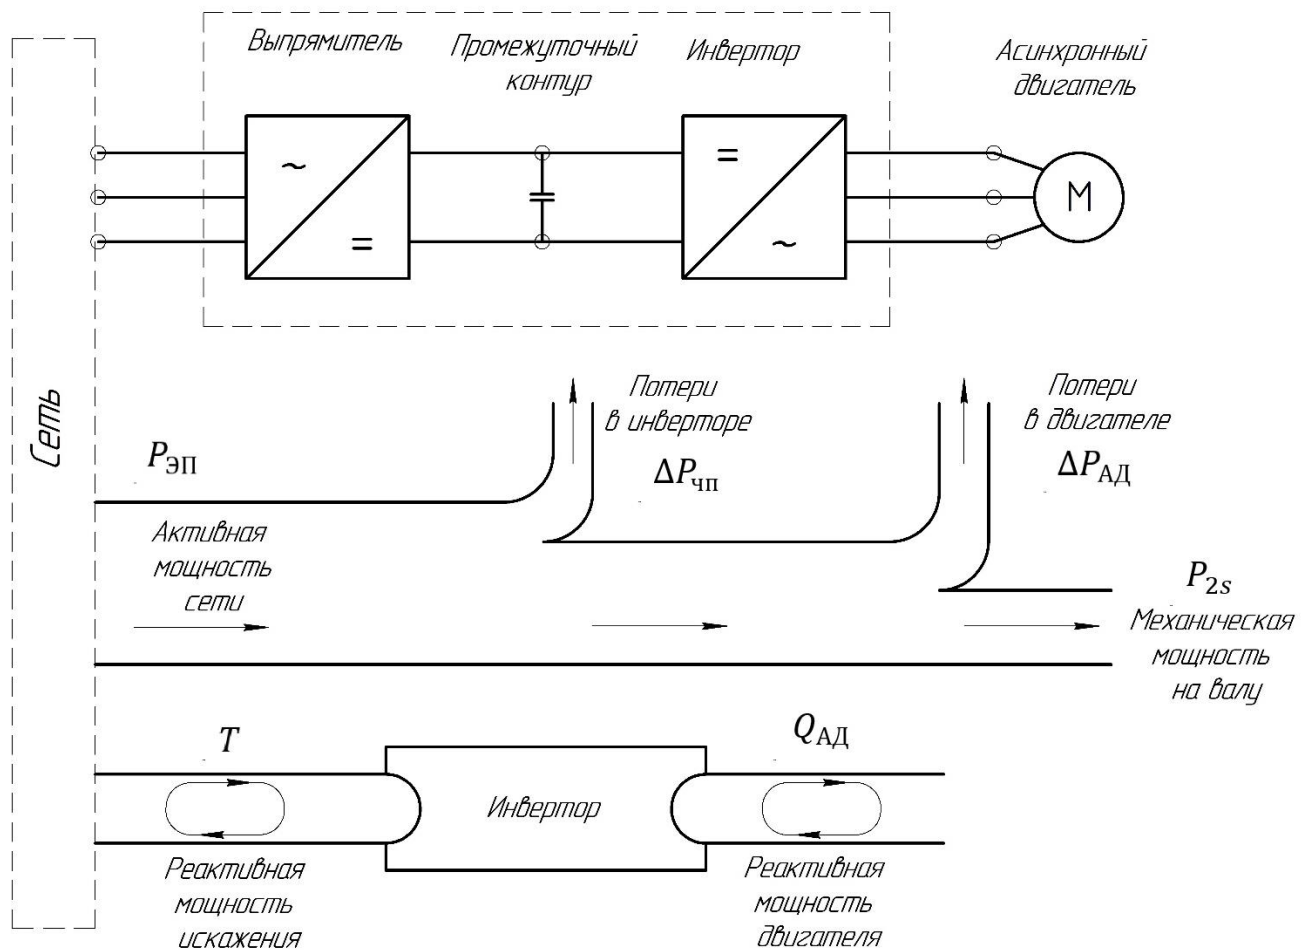 Выпрямитель
Промежуточный
контур
Инвертор
Асинхронный
двигатель
~
=
=
~
М
Сеть
Потери
в инверторе
ΔPчп
Потери
в двигателе
ΔPАД
PЭП
Активная
мощность
сети
P2s
Механическая
мощность
на валу
T
QАД
Инвертор
Реактивная
мощность
искажения
Реактивная
мощность
двигателя